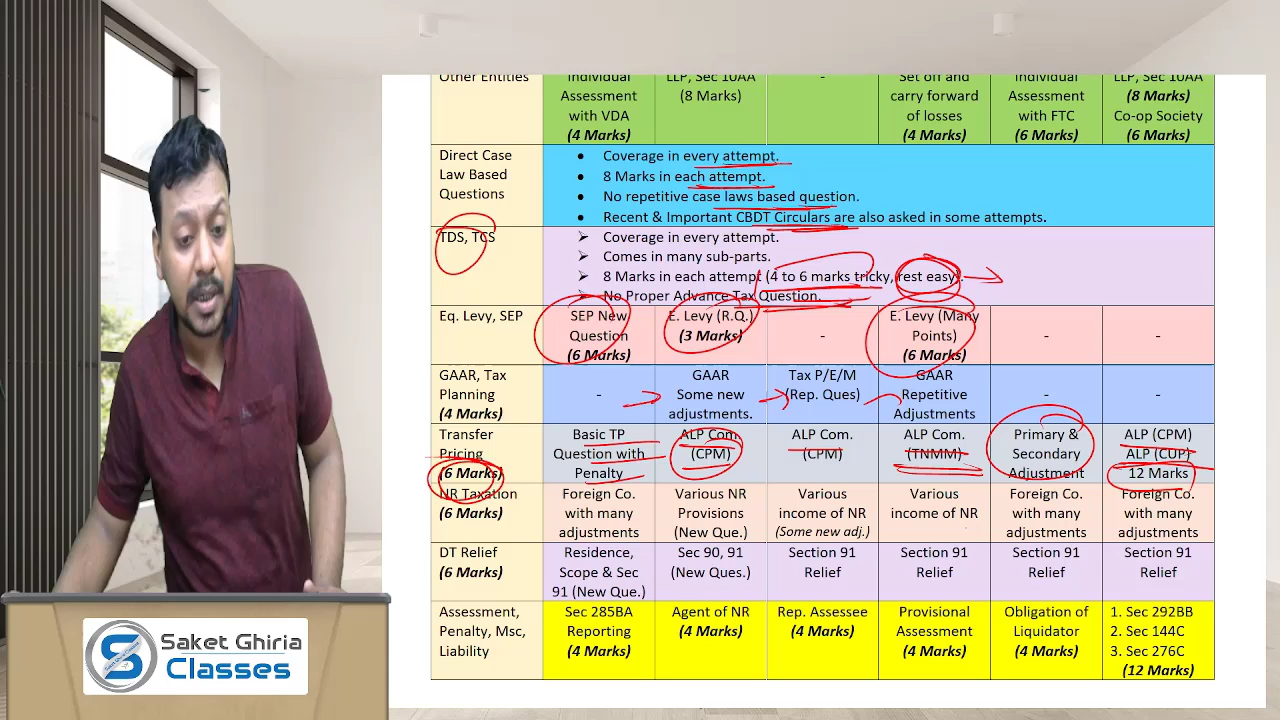 Other Entities
Individual
Assessment
with VDA
(4 Marks)
LLP, Sec 10AA
(8 Marks)
-
Set off and
carry forward
of losses
(4 Marks)
Individual
Assessment
with FTC
(6 Marks)
LLP, Sec 10AA
(8 Marks)
Co-op Society
(6 Marks)
Direct Case
Law Based
Questions
• Coverage in every attempt.
• 8 Marks in each attempt.
• No repetitive case laws based question.
• Recent & Important CBDT Circulars are also asked in some attempts.
TDS, TCS
➢ Coverage in every attempt.
➢ Comes in many sub-parts.
➢ 8 Marks in each attempt (4 to 6 marks tricky, rest easy).
➢ No Proper Advance Tax Question.
Eq. Levy, SEP
SEP New
Question
(6 Marks)
E. Levy (R.Q.)
(3 Marks)
-
E. Levy (Many
Points)
(6 Marks)
-
-
GAAR, Tax
Planning
(4 Marks)
-
GAAR
Some new
adjustments.
Tax P/E/M
(Rep. Ques)
GAAR
Repetitive
Adjustments
-
-
Transfer
Pricing
(6 Marks)
Basic TP
Question with
Penalty
ALP Com.
(CPM)
ALP Com.
(CPM)
ALP Com.
(TNMM)
Primary &
Secondary
Adjustment
ALP (CPM)
ALP (CUP)
12 Marks
NR Taxation
(6 Marks)
Foreign Co.
with many
adjustments
Various NR
Provisions
(New Que.)
Various
income of NR
(Some new adj.)
Various
income of NR
Foreign Co.
with many
adjustments
Foreign Co.
with many
adjustments
DT Relief
(6 Marks)
Residence,
Scope & Sec
91 (New Que.)
Sec 90, 91
(New Ques.)
Section 91
Relief
Section 91
Relief
Section 91
Relief
Section 91
Relief
Assessment,
Penalty, Msc,
Liability
Sec 285BA
Reporting
(4 Marks)
Agent of NR
(4 Marks)
Rep. Assessee
(4 Marks)
Provisional
Assessment
(4 Marks)
Obligation of
Liquidator
(4 Marks)
1. Sec 292BB
2. Sec 144C
3. Sec 276C
(12 Marks)
Saket Ghiria
Classes